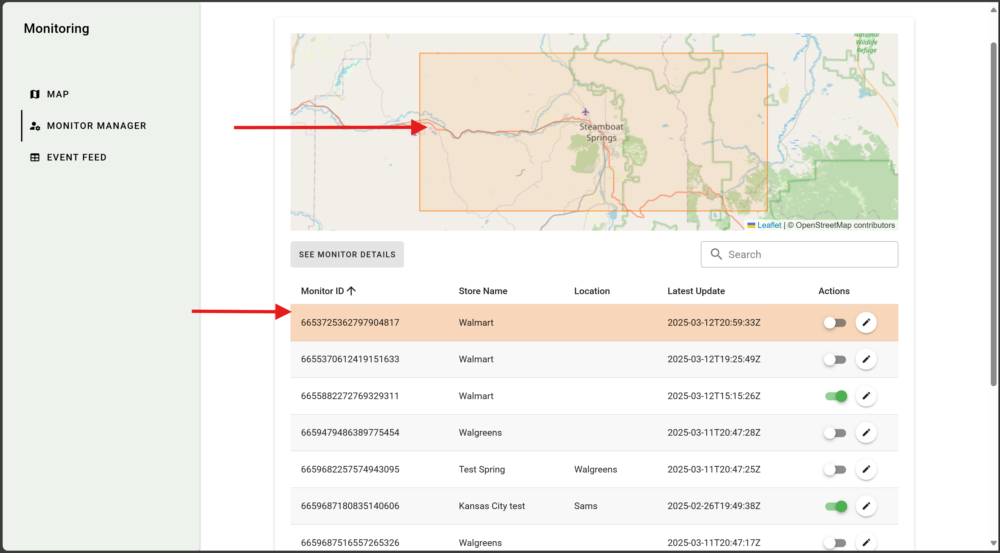 Monitoring
MAP
MONITOR MANAGER
EVENT FEED
National
Wildlife
Refuge
Steamboat
Springs
Leaflet | © OpenStreetMap contributors
SEE MONITOR DETAILS
Search
Monitor ID Store Name Location Latest Update Actions
6653725362797904817 Walmart 2025-03-12T20:59:33Z
6655370612419151633 Walmart 2025-03-12T19:25:49Z
6655882272769329311 Walmart 2025-03-12T15:15:26Z
6659479486389775454 Walgreens 2025-03-11T20:47:28Z
6659682257574943095 Test Spring Walgreens 2025-03-11T20:47:25Z
6659687180835140606 Kansas City test Sams 2025-02-26T19:49:38Z
6659687516557265326 Walgreens 2025-03-11T20:47:17Z